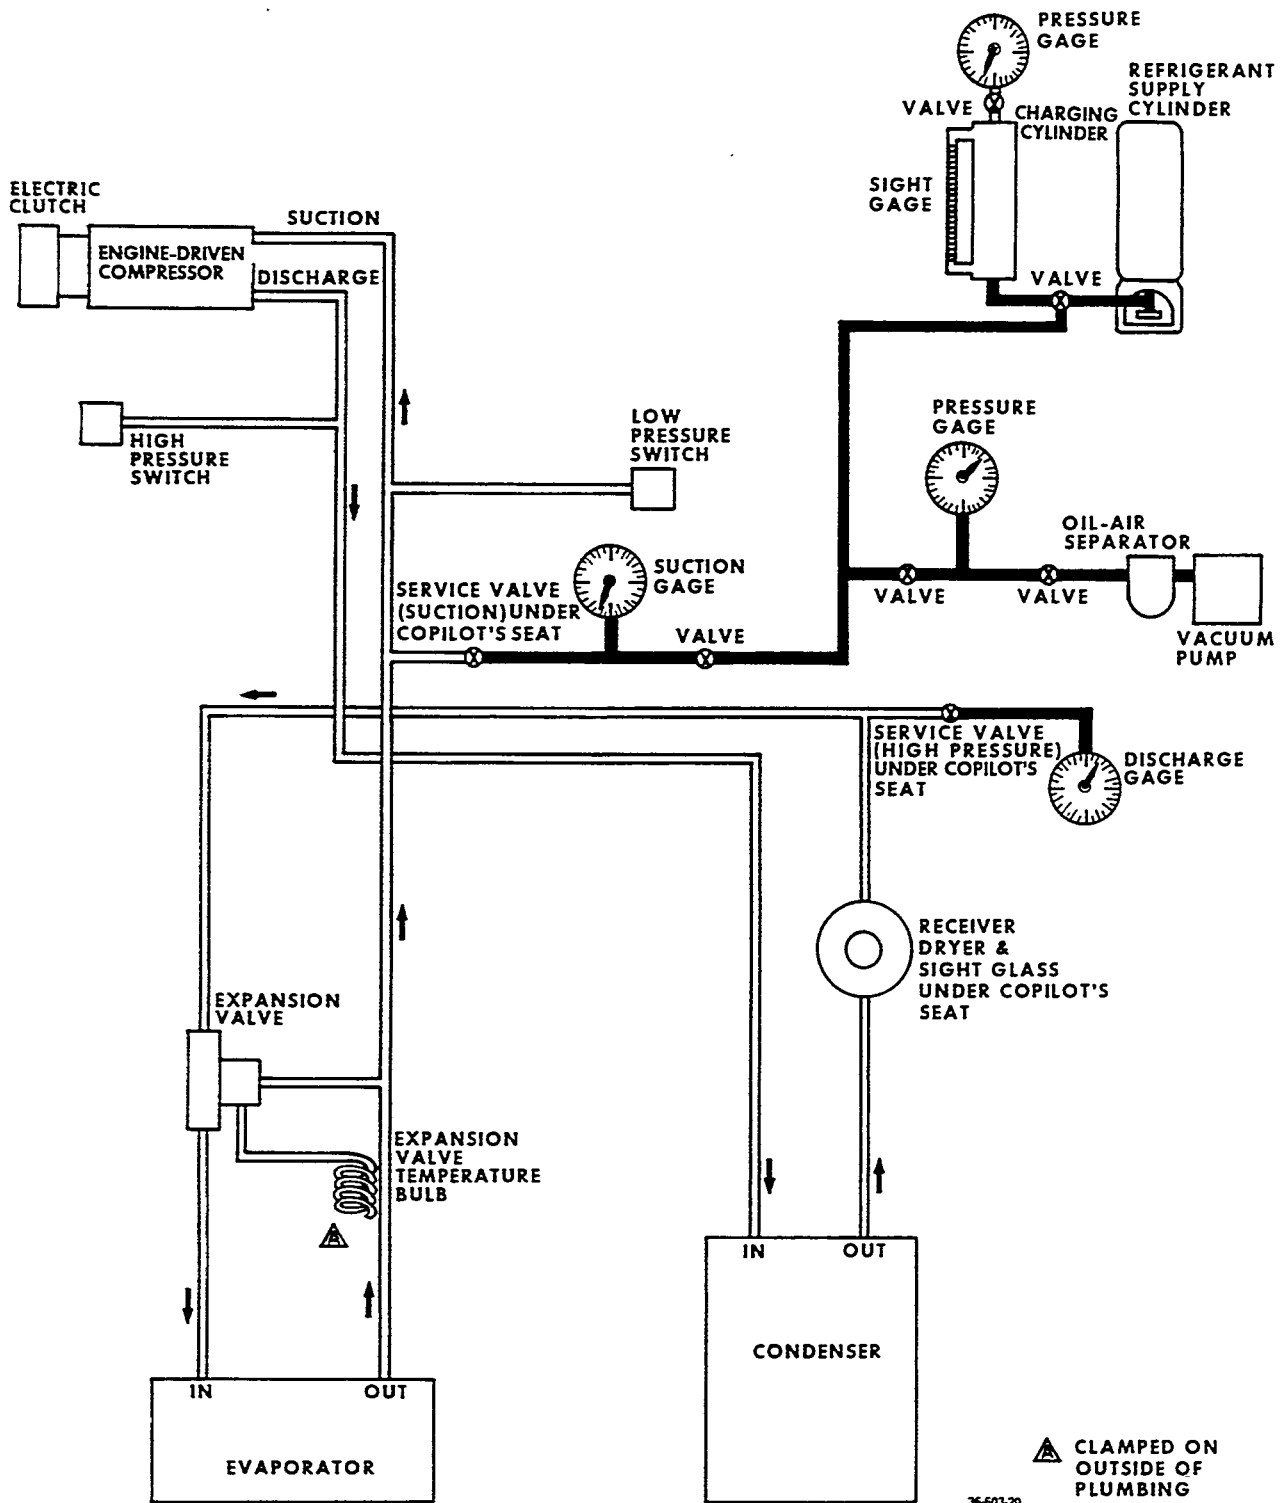 PRESSURE
GAGE
REFRIGERANT
SUPPLY
CYLINDER
VALVE
CHARGING
CYLINDER
SIGHT
GAGE
VALVE
ELECTRIC
CLUTCH
SUCTION
ENGINE-DRIVEN
COMPRESSOR
DISCHARGE
HIGH
PRESSURE
SWITCH
LOW
PRESSURE
SWITCH
PRESSURE
GAGE
OIL-AIR
SEPARATOR
SUCTION
GAGE
SERVICE VALVE
(SUCTION) UNDER
COPILOT'S SEAT
VALVE
VALVE
VALVE
VACUUM
PUMP
SERVICE VALVE
(HIGH PRESSURE)
UNDER COPILOT'S
SEAT
DISCHARGE
GAGE
RECEIVER
DRYER &
SIGHT GLASS
UNDER COPILOT'S
SEAT
EXPANSION
VALVE
EXPANSION
VALVE
TEMPERATURE
BULB
IN
OUT
CONDENSER
IN
OUT
EVAPORATOR
CLAMPED ON
OUTSIDE OF
PLUMBING